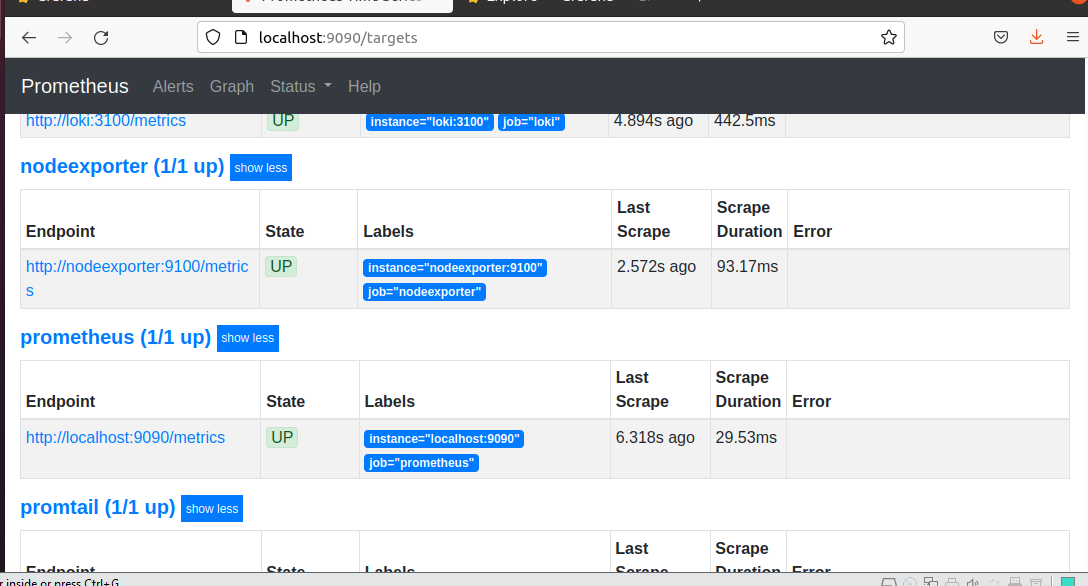 localhost:9090/targets
Prometheus Alerts Graph Status Help
http://loki:3100/metrics UP instance="loki:3100" job="loki" 4.894s ago 442.5ms
nodeexporter (1/1 up) show less
Endpoint State Labels Last Scrape Scrape Duration Error
http://nodeexporter:9100/metric
s
UP
instance="nodeexporter:9100"
job="nodeexporter"
2.572s ago 93.17ms
prometheus (1/1 up) show less
Endpoint State Labels Last Scrape Scrape Duration Error
http://localhost:9090/metrics UP
instance="localhost:9090"
job="prometheus"
6.318s ago 29.53ms
promtail (1/1 up) show less
Endpoint State Labels Last Scrape Scrape Duration Error
r inside or press Ctrl+G.